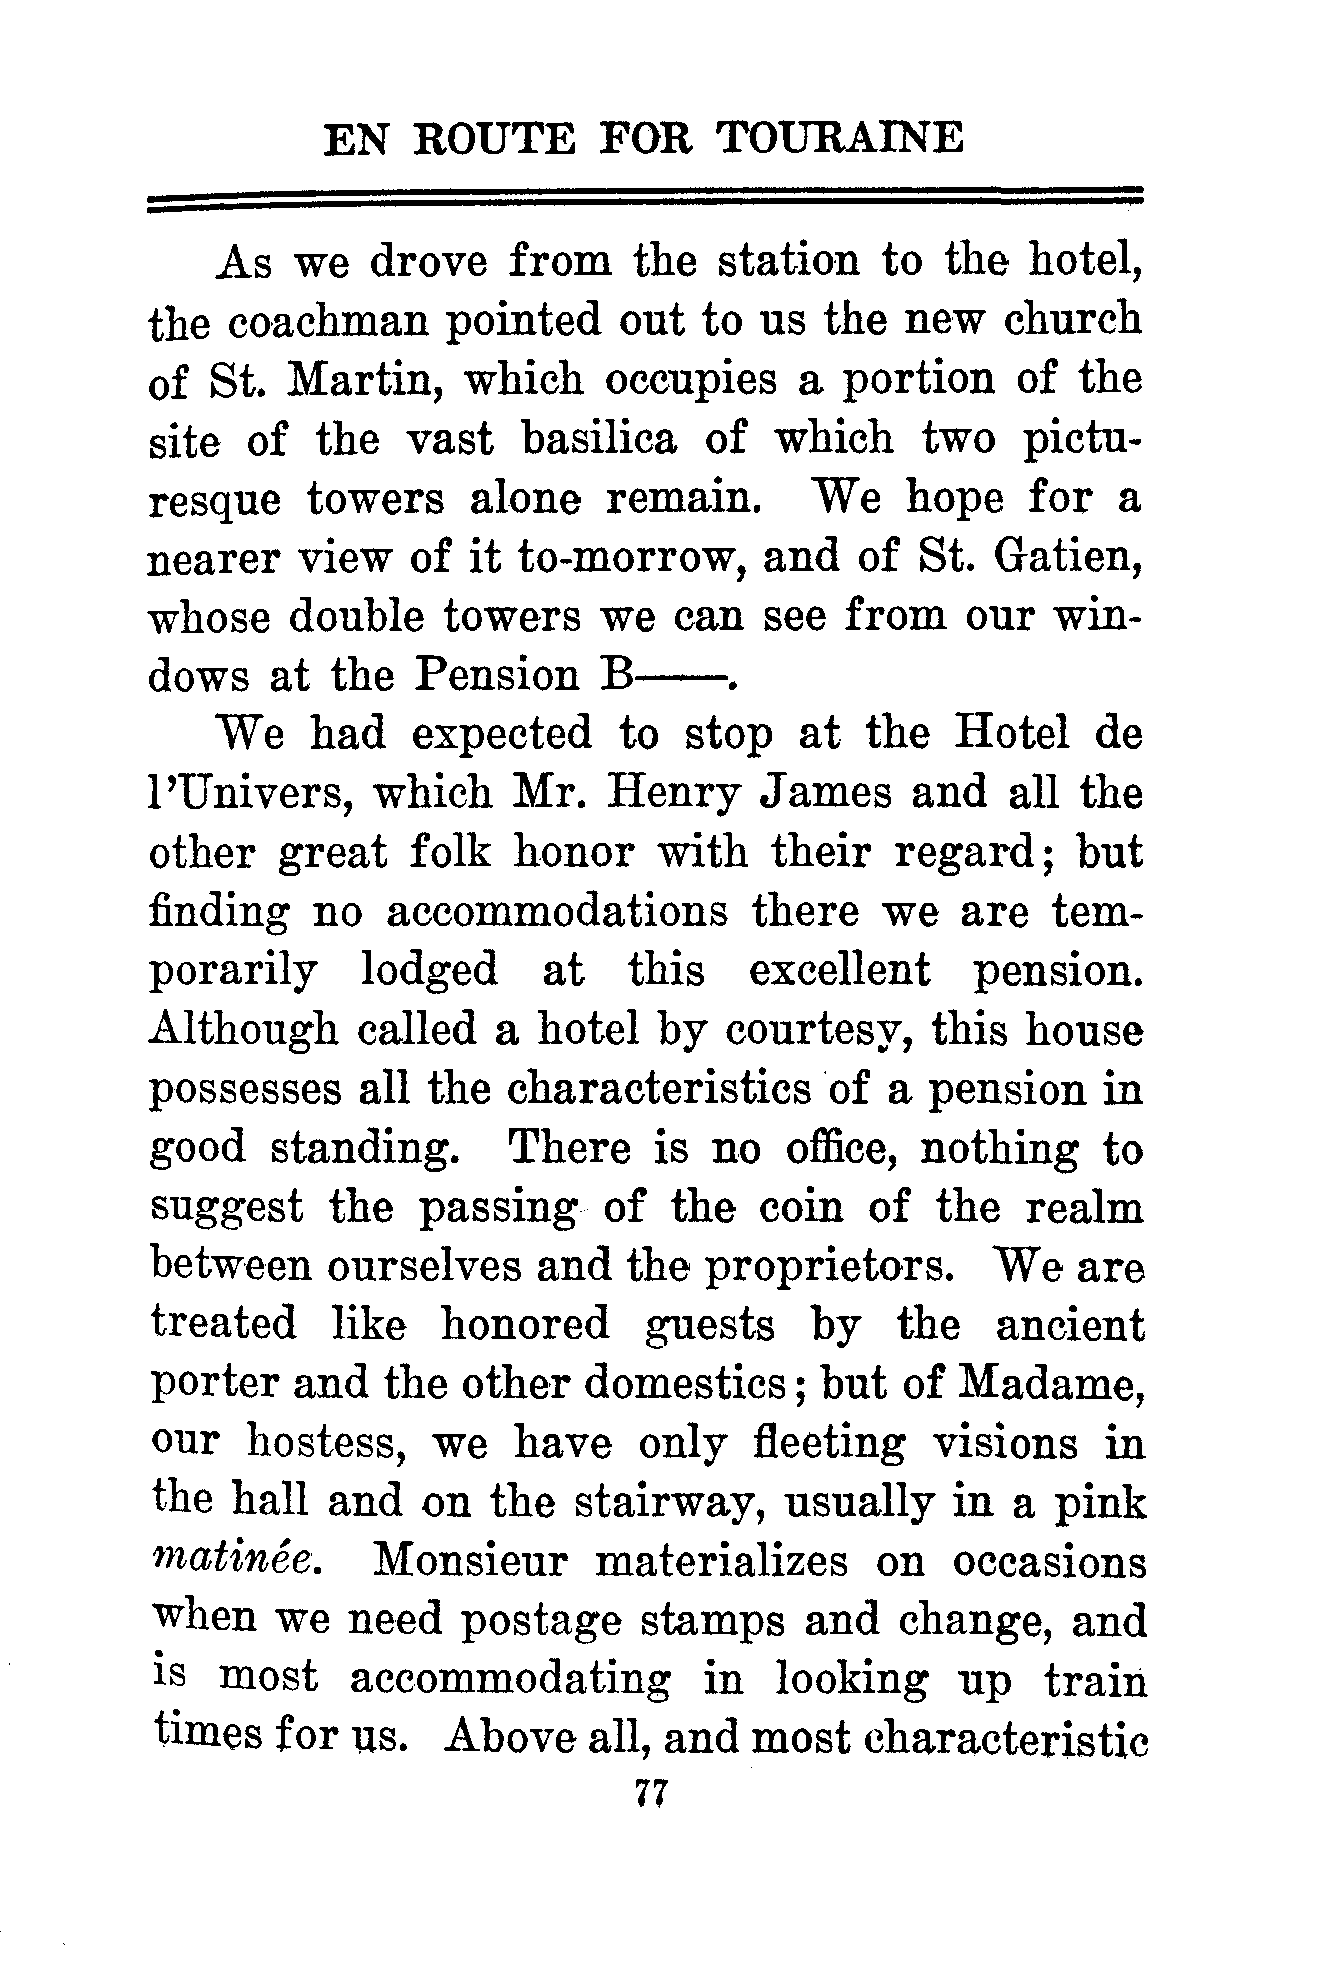 EN ROUTE FOR TOURAINE
As we drove from the station to the hotel,
the coachman pointed out to us the new church
of St. Martin, which occupies a portion of the
site of the vast basilica of which two pictu-
resque towers alone remain. We hope for a
nearer view of it to-morrow, and of St. Gatien,
whose double towers we can see from our win-
dows at the Pension B——.
We had expected to stop at the Hotel de
l'Univers, which Mr. Henry James and all the
other great folk honor with their regard; but
finding no accommodations there we are tem-
porarily lodged at this excellent pension.
Although called a hotel by courtesy, this house
possesses all the characteristics of a pension in
good standing. There is no office, nothing to
suggest the passing of the coin of the realm
between ourselves and the proprietors. We are
treated like honored guests by the ancient
porter and the other domestics; but of Madame,
our hostess, we have only fleeting visions in
the hall and on the stairway, usually in a pink
matinée. Monsieur materializes on occasions
when we need postage stamps and change, and
is most accommodating in looking up train
times for us. Above all, and most characteristic
77